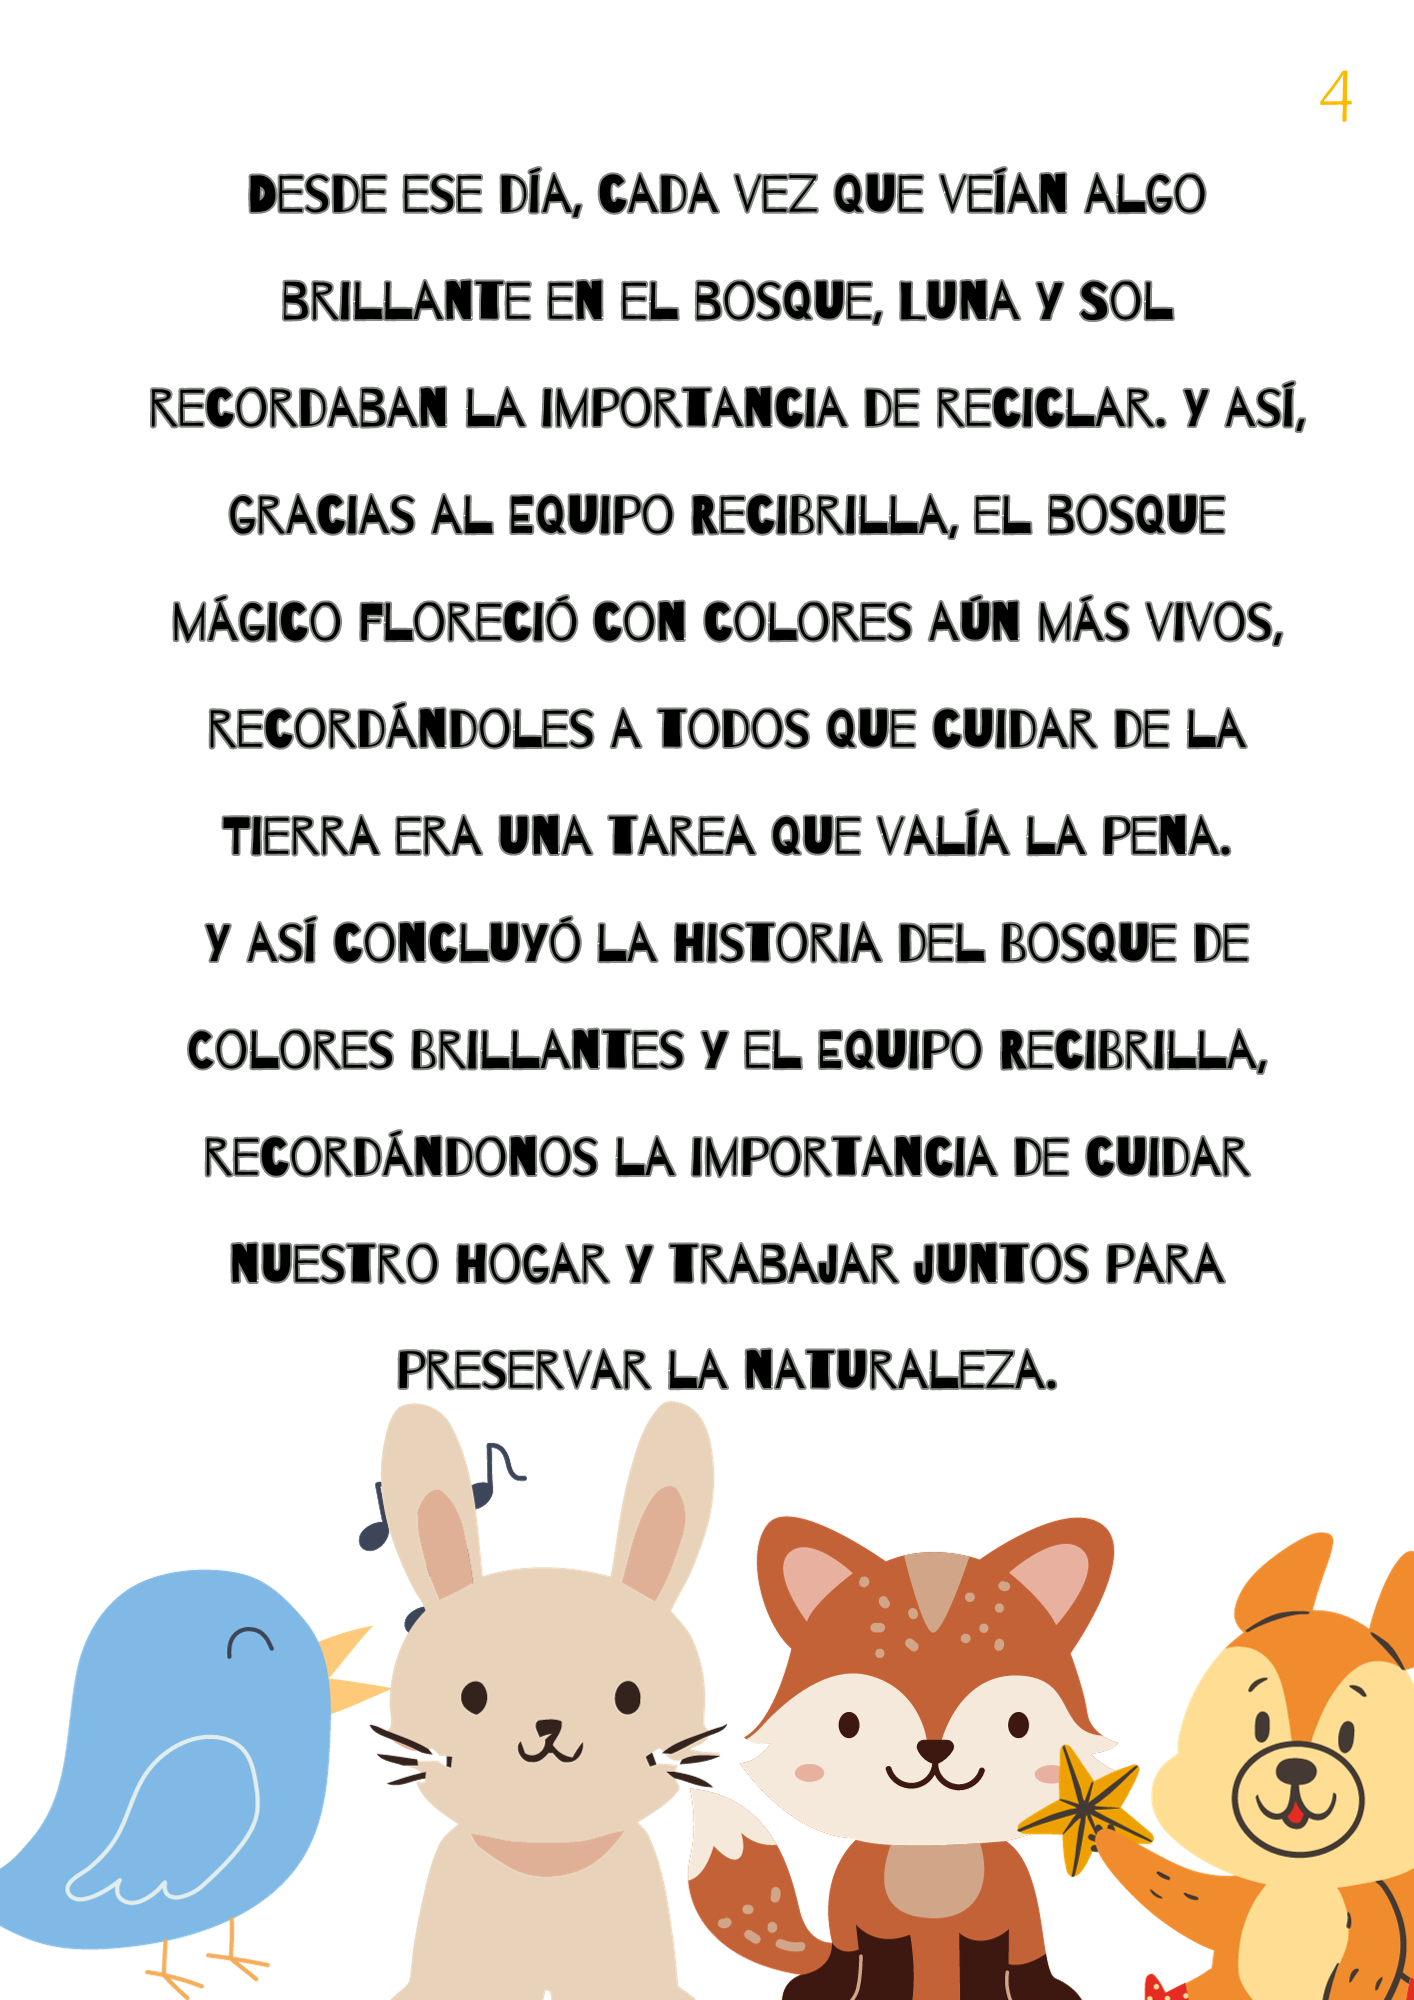 4
DESDE ESE DÍA, CADA VEZ QUE VEÍAN ALGO
BRILLANTE EN EL BOSQUE, LUNA Y SOL
RECORDABAN LA IMPORTANCIA DE RECICLAR. Y ASÍ,
GRACIAS AL EQUIPO RECIBRILLA, EL BOSQUE
MÁGICO FLORECIÓ CON COLORES AÚN MÁS VIVOS,
RECORDÁNDOLES A TODOS QUE CUIDAR DE LA
TIERRA ERA UNA TAREA QUE VALÍA LA PENA.
Y ASÍ CONCLUYÓ LA HISTORIA DEL BOSQUE DE
COLORES BRILLANTES Y EL EQUIPO RECIBRILLA,
RECORDÁNDONOS LA IMPORTANCIA DE CUIDAR
NUESTRO HOGAR Y TRABAJAR JUNTOS PARA
PRESERVAR LA NATURALEZA.